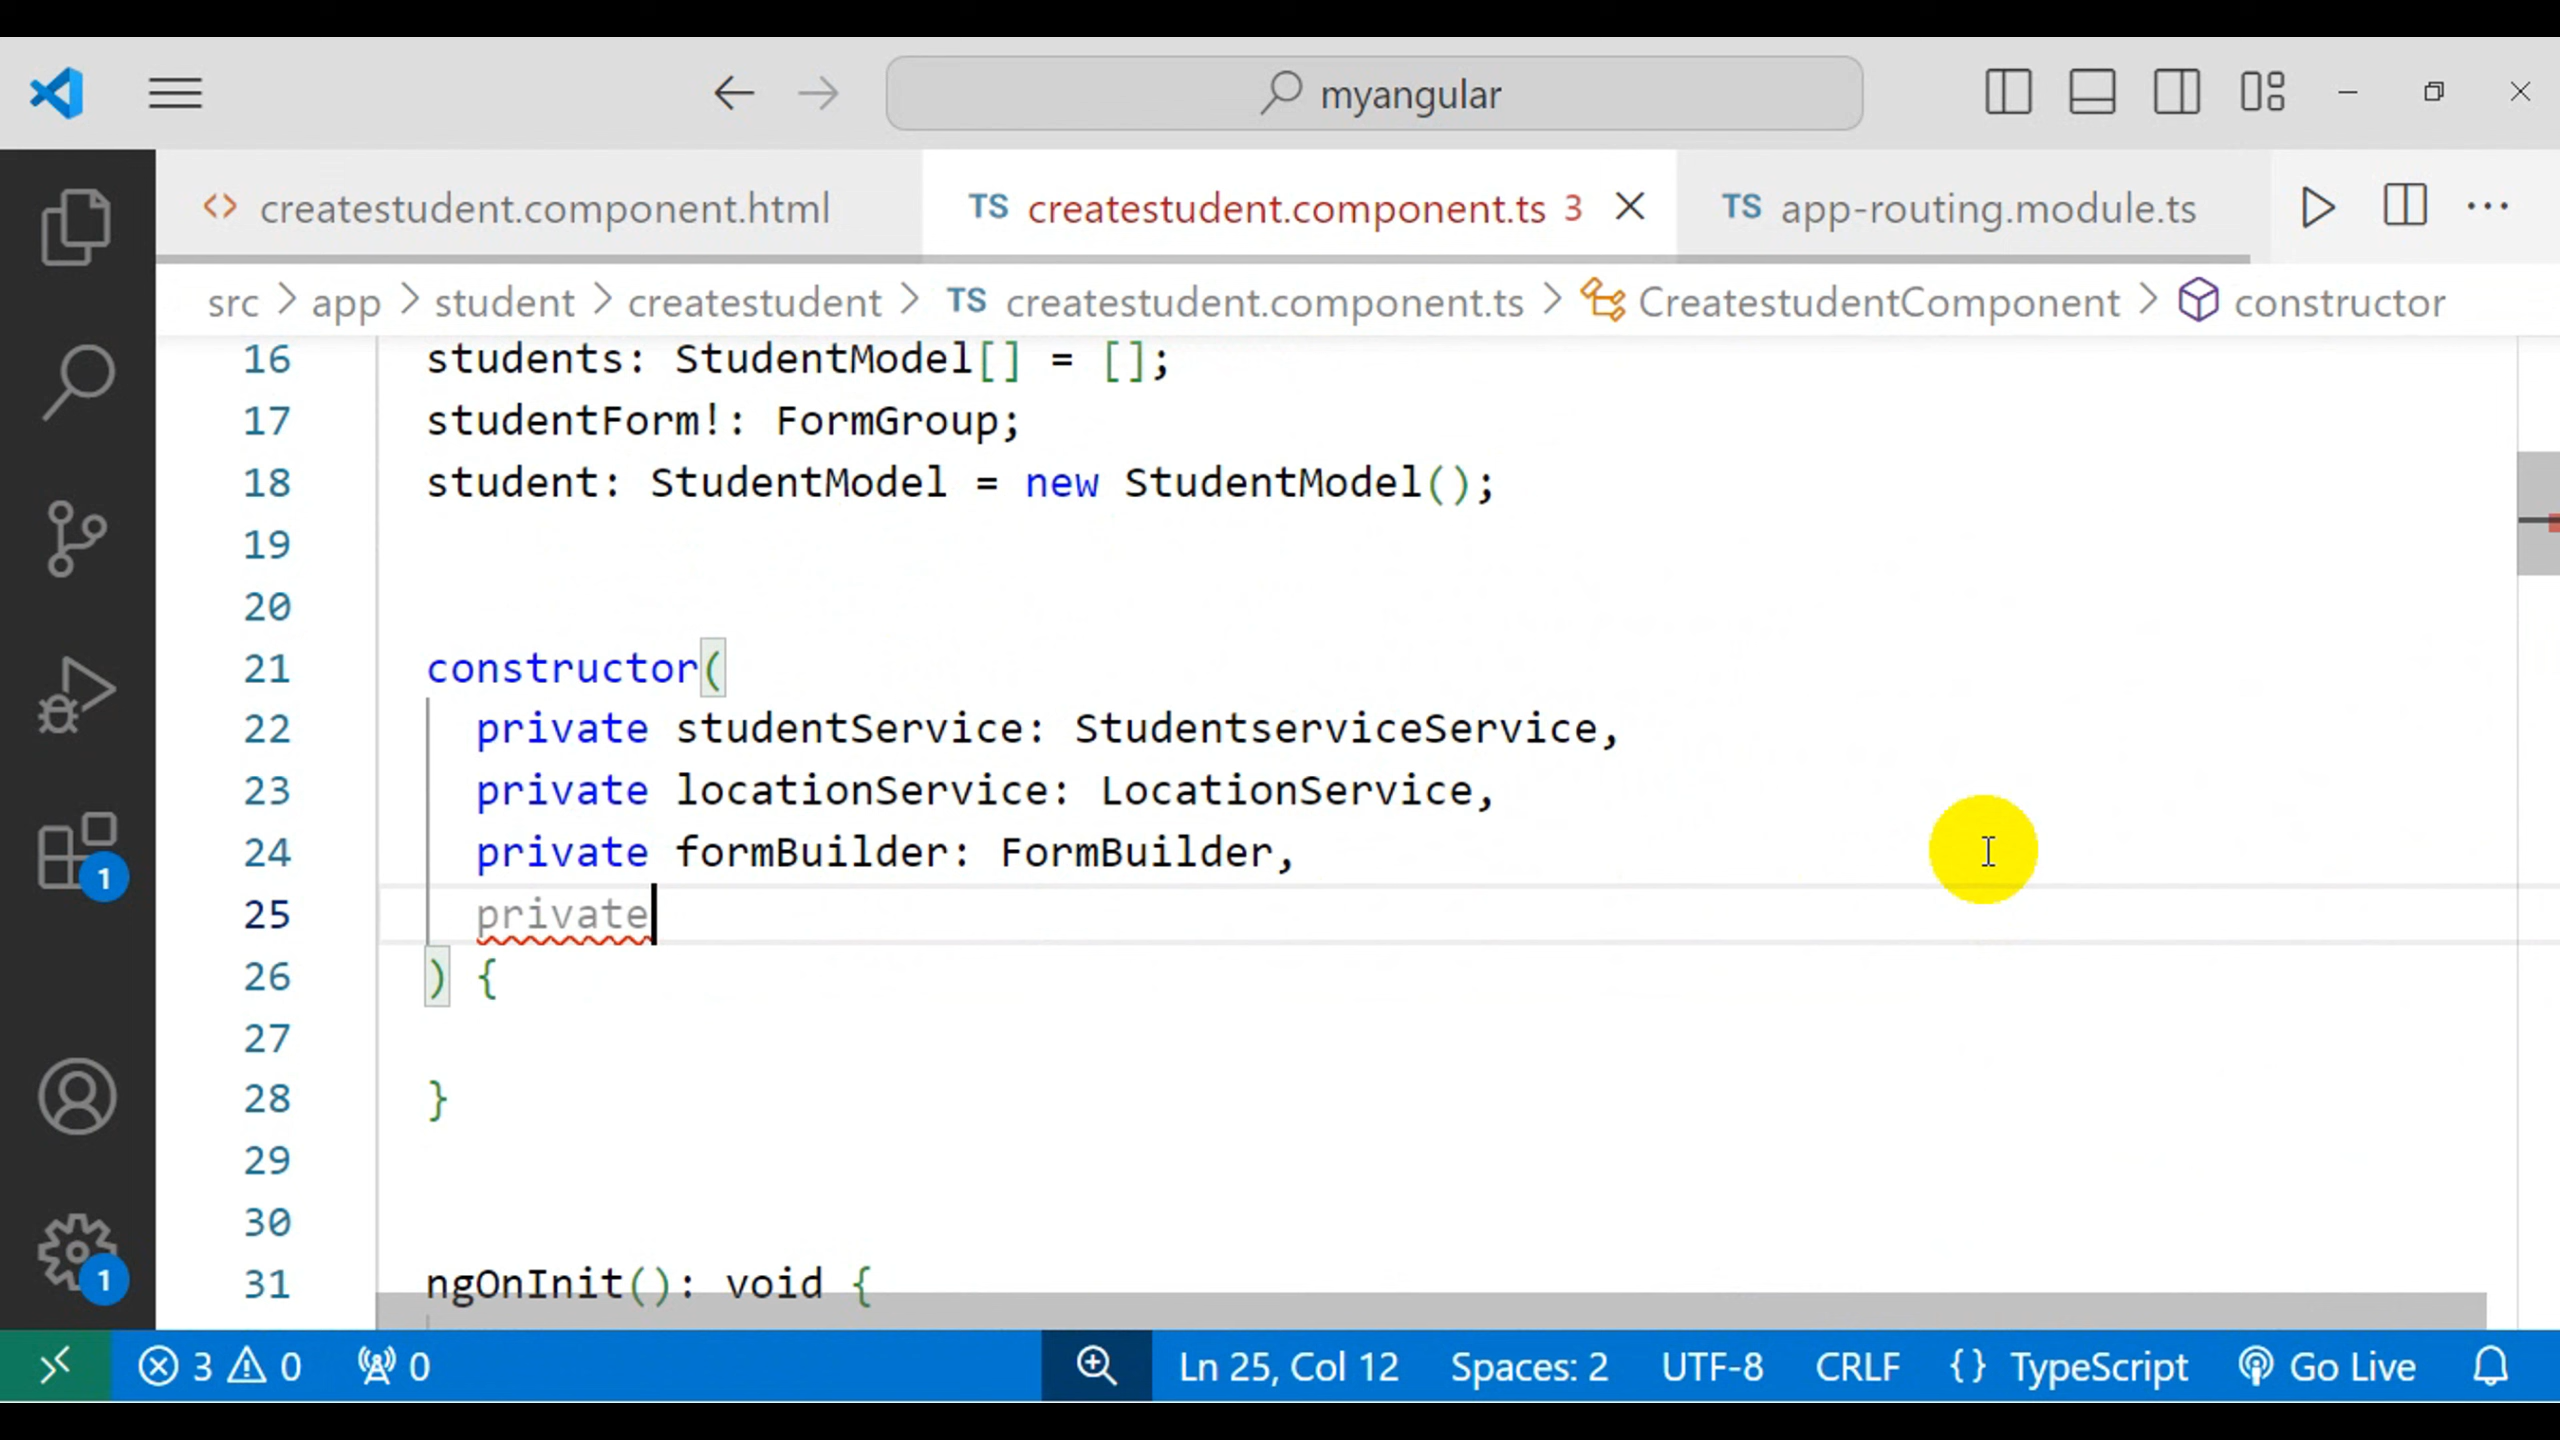 myangular
createstudent.component.html
TS createstudent.component.ts 3
TS app-routing.module.ts
src > app > student > createstudent > TS createstudent.component.ts > CreatestudentComponent > constructor
16 students: StudentModel[] = [];
17 studentForm!: FormGroup;
18 student: StudentModel = new StudentModel();
19
20
21 constructor(
22 private studentService: StudentserviceService,
23 private locationService: LocationService,
24 private formBuilder: FormBuilder,
25 private
26 ) {
27
28 }
29
30
31 ngOnInit(): void {
1
1
3 0 0 Ln 25, Col 12 Spaces: 2 UTF-8 CRLF {} TypeScript Go Live